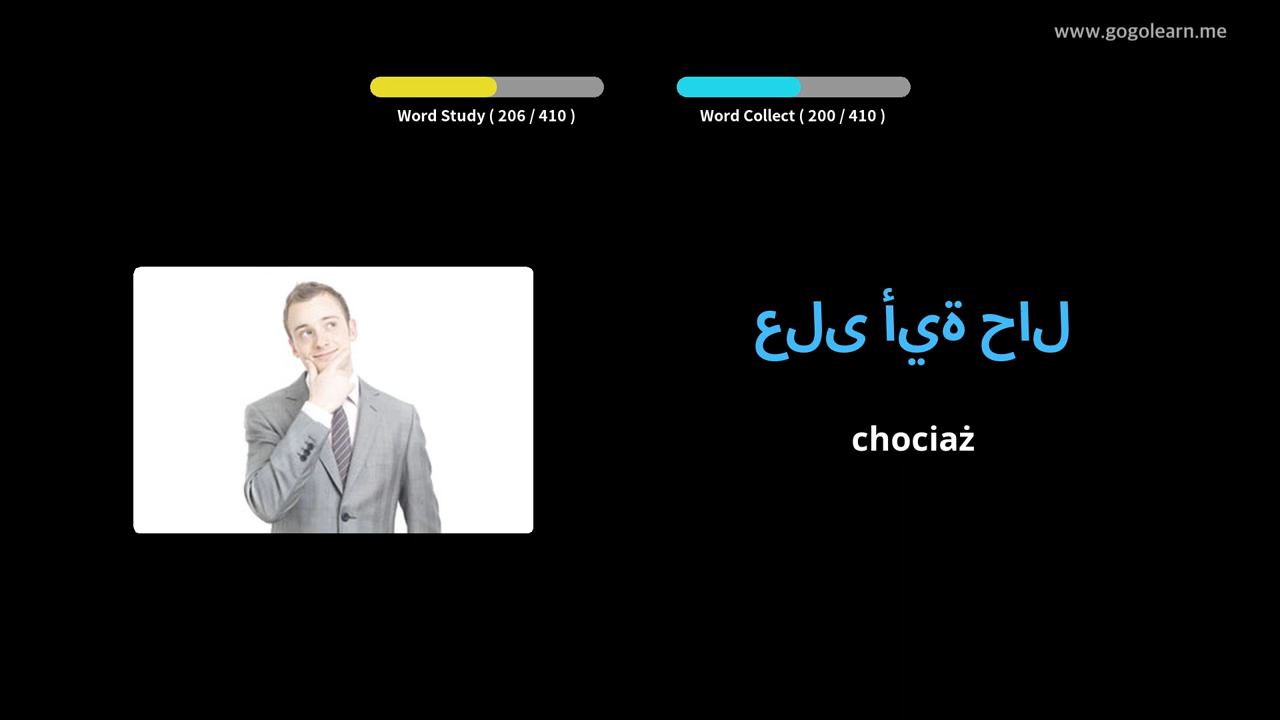 www.gogolearn.me
Word Study ( 206 / 410 )
Word Collect ( 200 / 410 )
على أية حال
chociaż